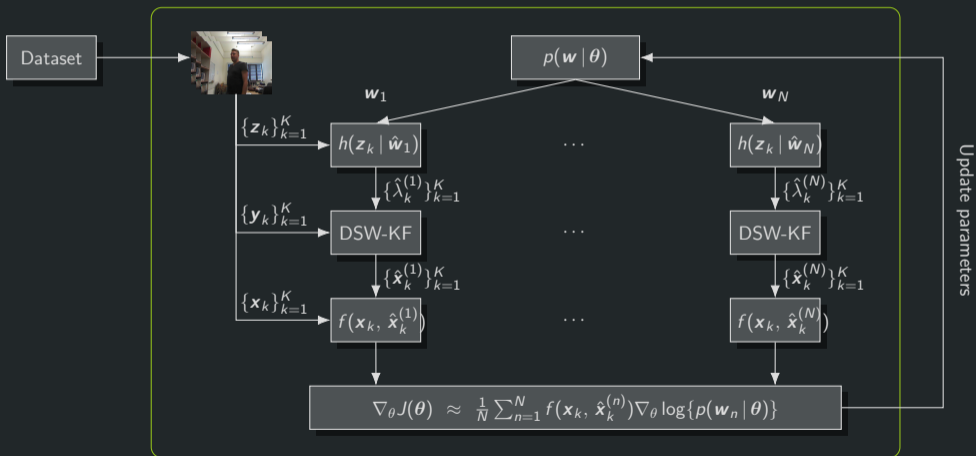 Dataset
p(w | θ)
w₁
w_N
{z_k}_{k=1}^K
h(z_k | ŵ₁)
...
h(z_k | ŵ_N)
{λ̂_k^{(1)}}_{k=1}^K
{λ̂_k^{(N)}}_{k=1}^K
{y_k}_{k=1}^K
DSW-KF
...
DSW-KF
{x̂_k^{(1)}}_{k=1}^K
{x̂_k^{(N)}}_{k=1}^K
{x_k}_{k=1}^K
f(x_k, x̂_k^{(1)})
...
f(x_k, x̂_k^{(N)})
∇_θ J(θ) ≈ 1/N ∑_{n=1}^N f(x_k, x̂_k^{(n)})∇_θ log{p(w_n | θ)}
Update parameters